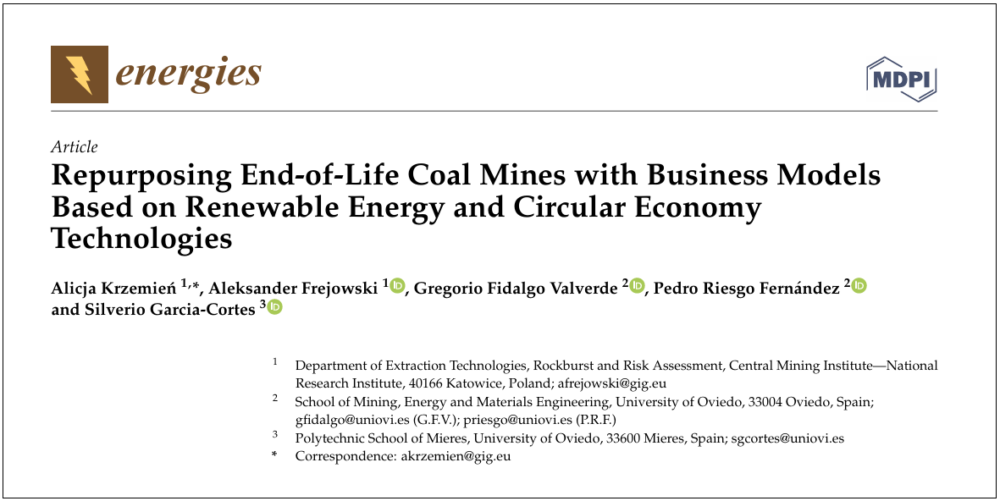 energies
MDPI
Article
Repurposing End-of-Life Coal Mines with Business Models
Based on Renewable Energy and Circular Economy
Technologies
Alicja Krzemień 1,*, Aleksander Frejowski 1 iD, Gregorio Fidalgo Valverde 2 iD, Pedro Riesgo Fernández 2 iD
and Silverio Garcia-Cortes 3 iD
1 Department of Extraction Technologies, Rockburst and Risk Assessment, Central Mining Institute—National
Research Institute, 40166 Katowice, Poland; afrejowski@gig.eu
2 School of Mining, Energy and Materials Engineering, University of Oviedo, 33004 Oviedo, Spain;
gfidalgo@uniovi.es (G.F.V.); priesgo@uniovi.es (P.R.F.)
3 Polytechnic School of Mieres, University of Oviedo, 33600 Mieres, Spain; sgcortes@uniovi.es
* Correspondence: akrzemien@gig.eu